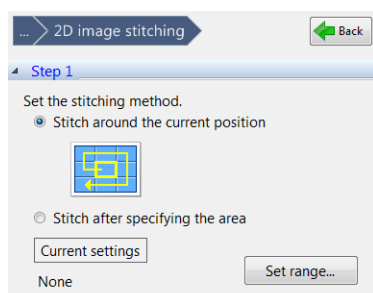 ... 2D image stitching Back
Step 1
Set the stitching method.
Stitch around the current position
Stitch after specifying the area
Current settings
Set range...
None